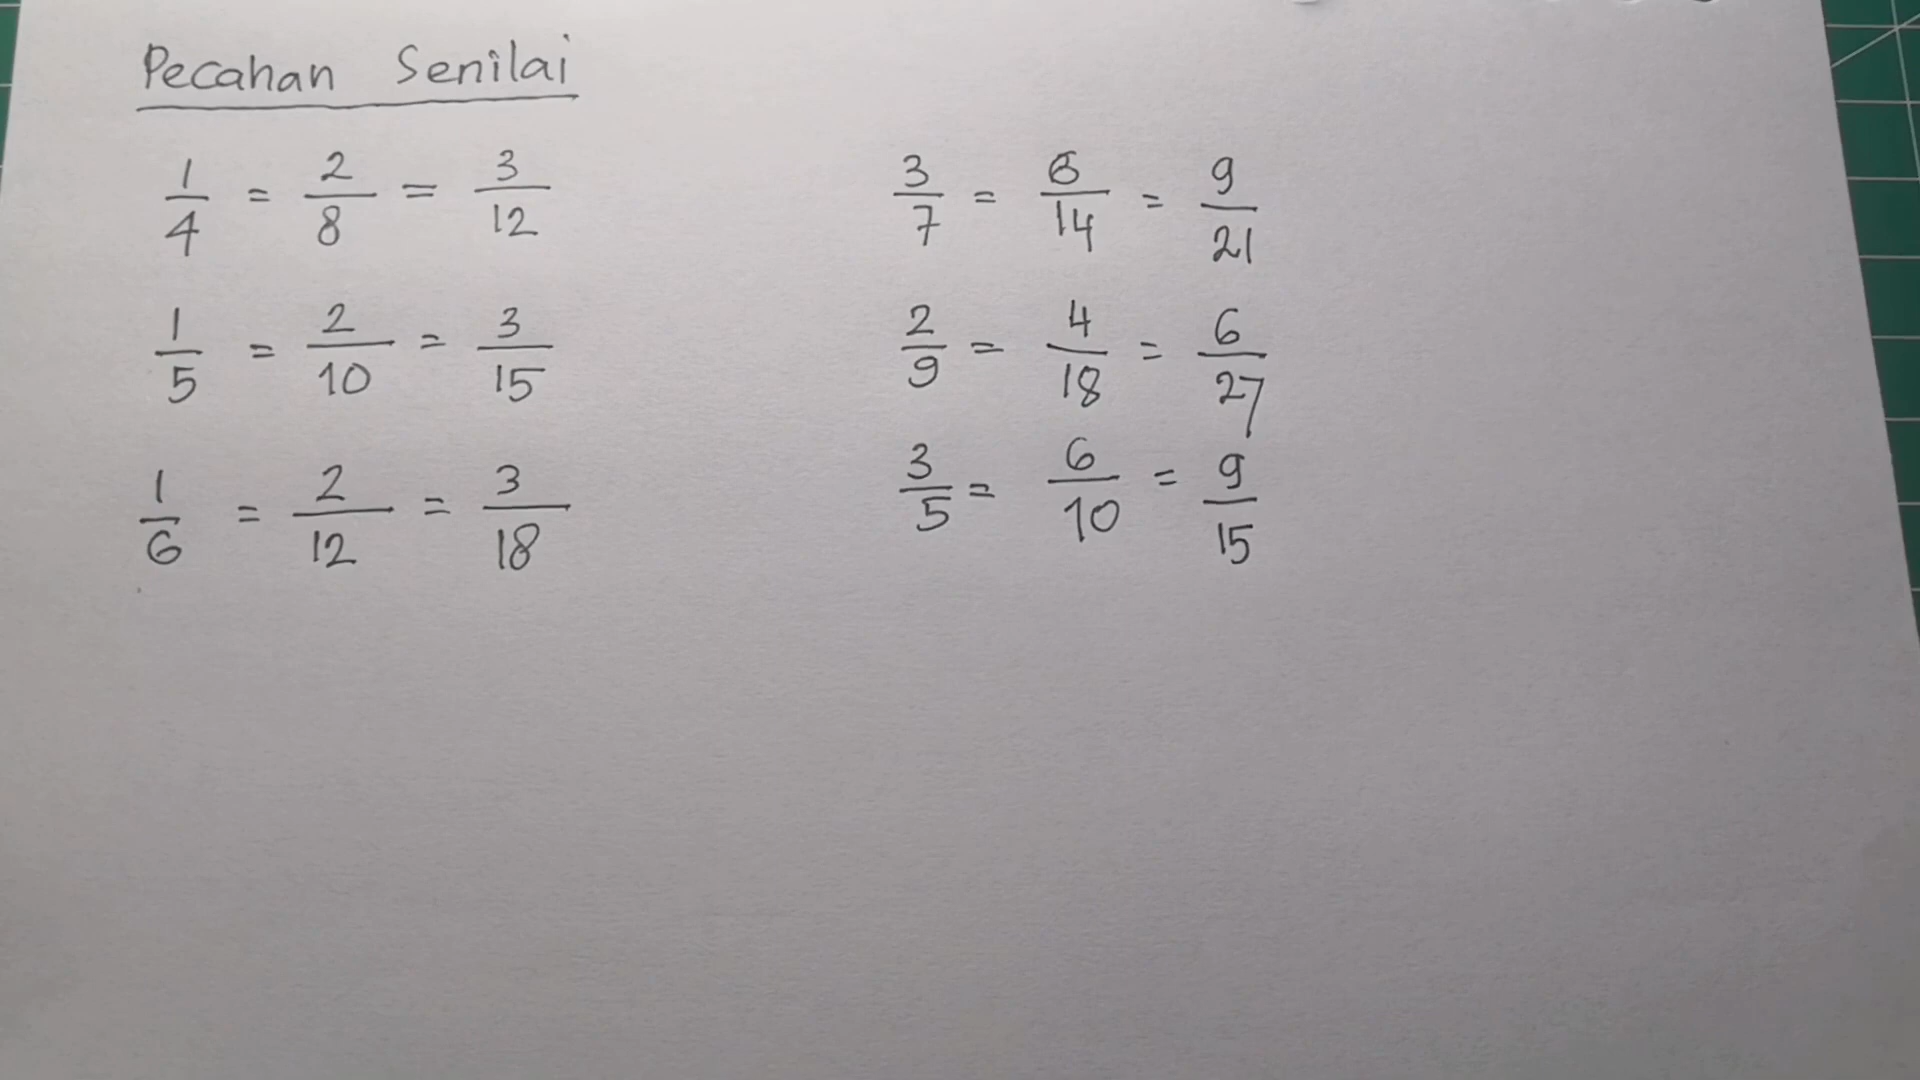 Pecahan Senilai
1/4 = 2/8 = 3/12
1/5 = 2/10 = 3/15
1/6 = 2/12 = 3/18
3/7 = 6/14 = 9/21
2/9 = 4/18 = 6/27
3/5 = 6/10 = 9/15